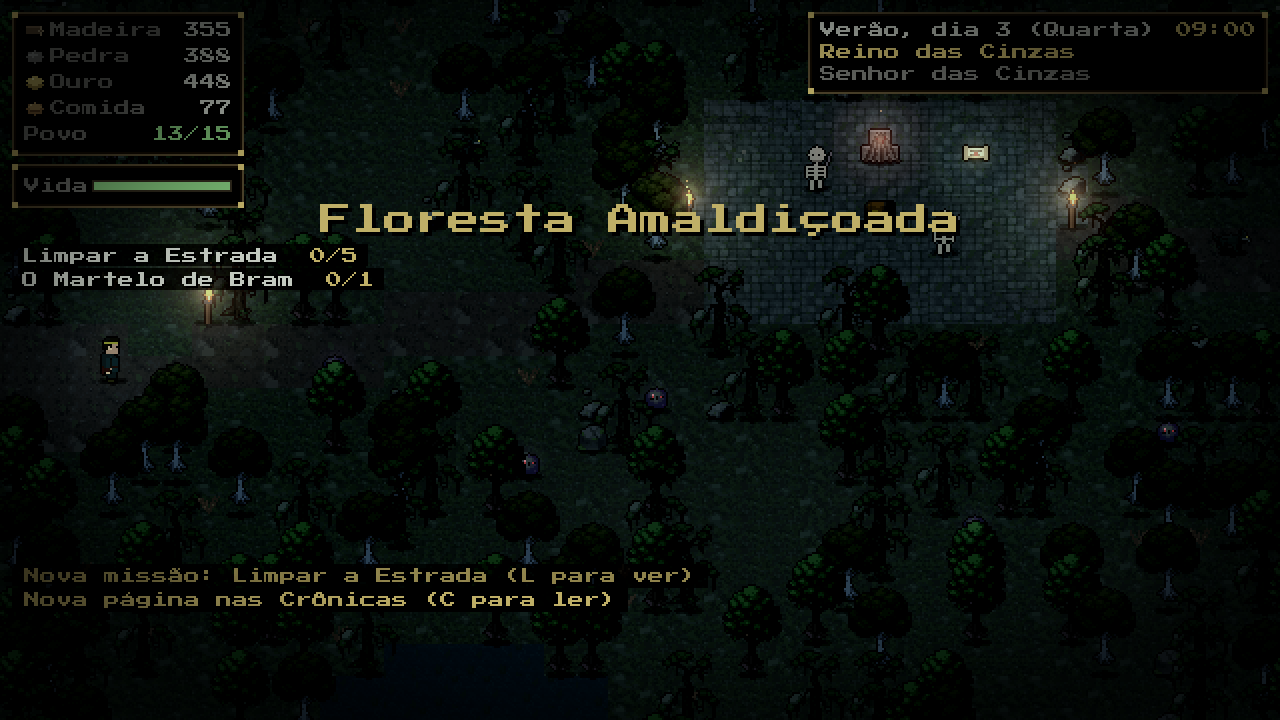 Madeira 355
Pedra 388
Ouro 448
Comida 77
Povo 13/15
Vida
Verão, dia 3 (Quarta) 09:00
Reino das Cinzas
Senhor das Cinzas
Floresta Amaldiçoada
Limpar a Estrada 0/5
O Martelo de Bram 0/1
Nova missão: Limpar a Estrada (L para ver)
Nova página nas Crônicas (C para ler)